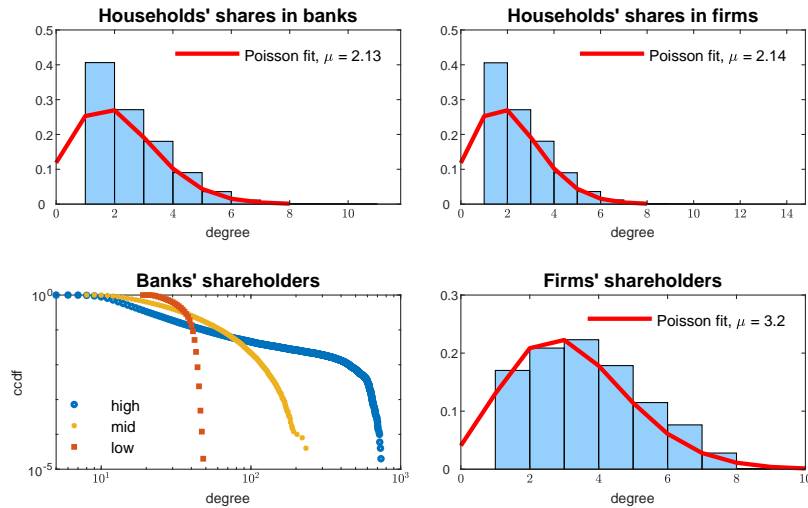 Households' shares in banks
0.5
0.4
0.3
0.2
0.1
0
Poisson fit, μ = 2.13
0 2 4 6 8 10
degree
Households' shares in firms
0.5
0.4
0.3
0.2
0.1
0
Poisson fit, μ = 2.14
0 2 4 6 8 10 12 14
degree
Banks' shareholders
10^0
ccdf
high
mid
low
10^-5
10^1 10^2 10^3
degree
Firms' shareholders
0.3
0.2
0.1
0
Poisson fit, μ = 3.2
0 2 4 6 8 10
degree